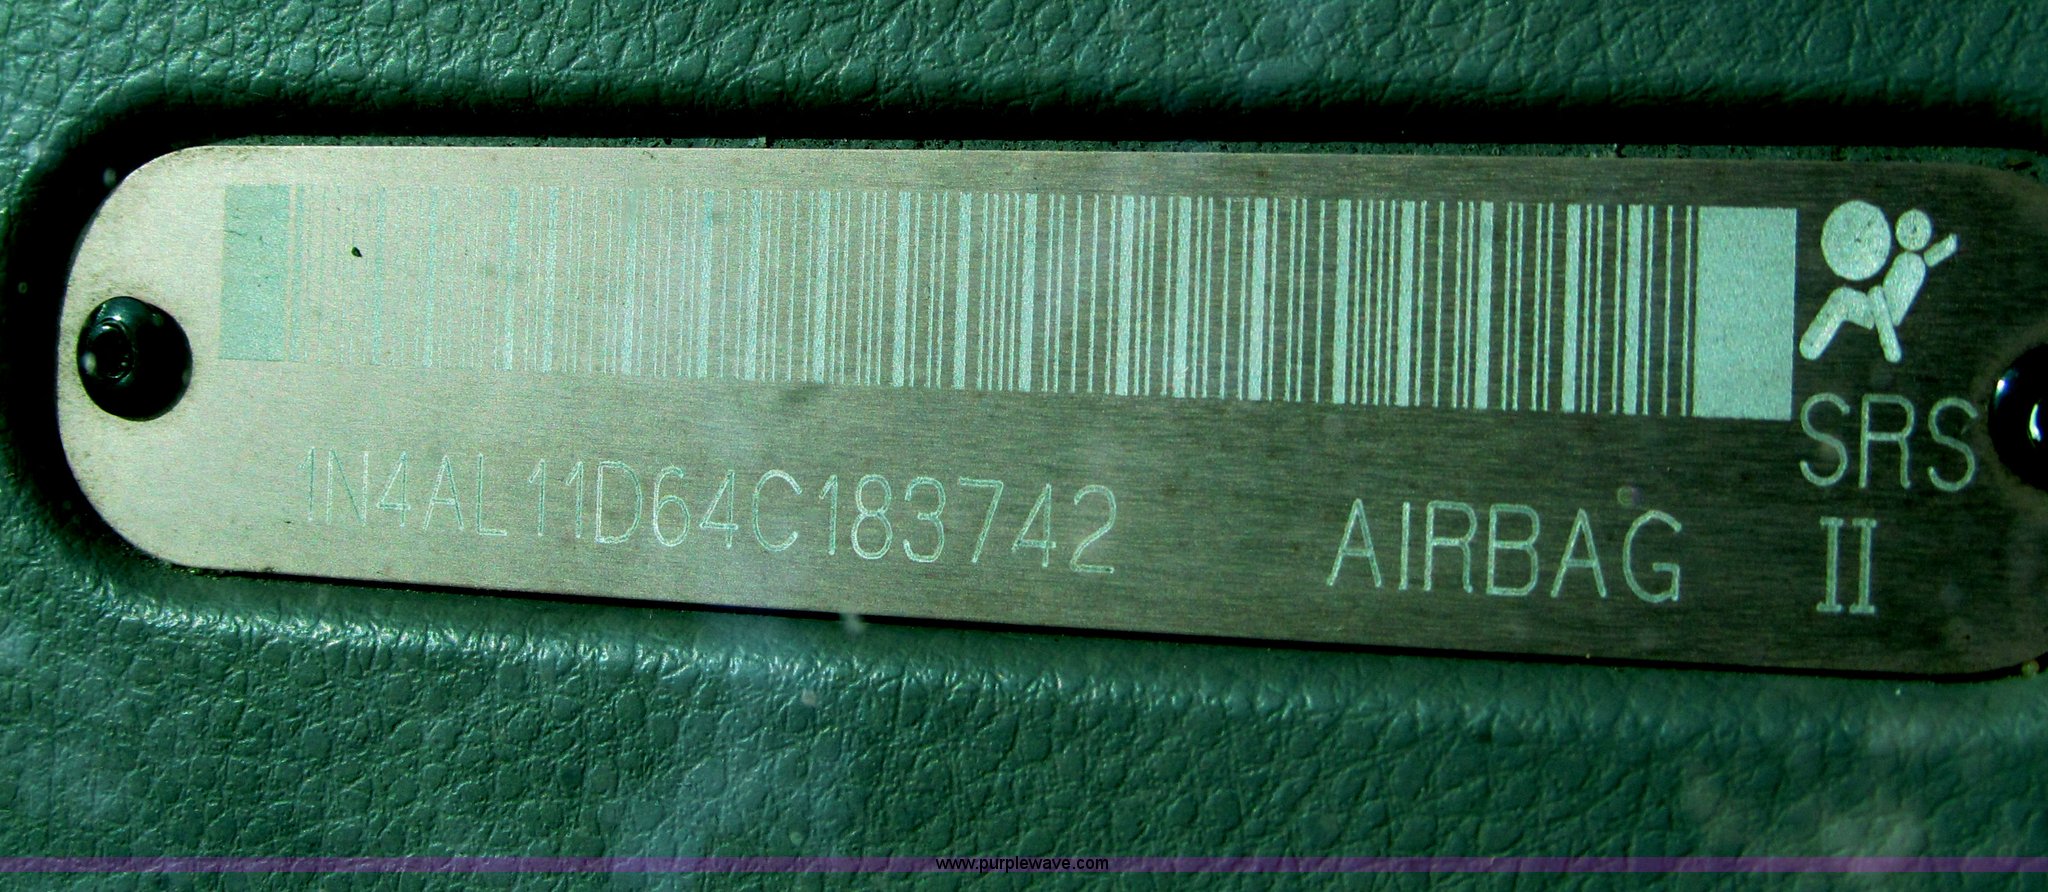 SRS
1N4AL11D64C183742 AIRBAG II
www.purplewave.com